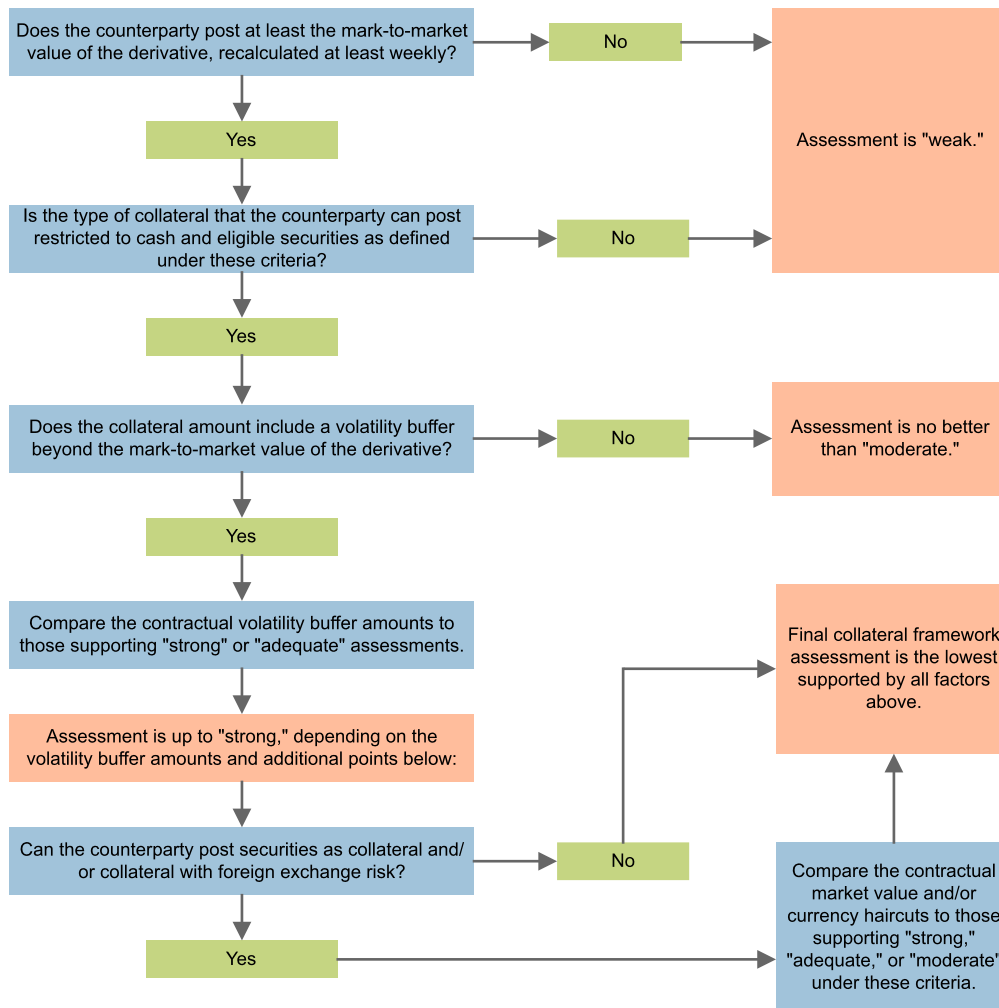 Does the counterparty post at least the mark-to-market
value of the derivative, recalculated at least weekly?
No
Assessment is "weak."
Yes
Is the type of collateral that the counterparty can post
restricted to cash and eligible securities as defined
under these criteria?
No
Yes
Does the collateral amount include a volatility buffer
beyond the mark-to-market value of the derivative?
No
Assessment is no better
than "moderate."
Yes
Compare the contractual volatility buffer amounts to
those supporting "strong" or "adequate" assessments.
Final collateral framework
assessment is the lowest
supported by all factors
above.
Assessment is up to "strong," depending on the
volatility buffer amounts and additional points below:
Can the counterparty post securities as collateral and/
or collateral with foreign exchange risk?
No
Compare the contractual
market value and/or
currency haircuts to those
supporting "strong,"
"adequate," or "moderate"
under these criteria.
Yes